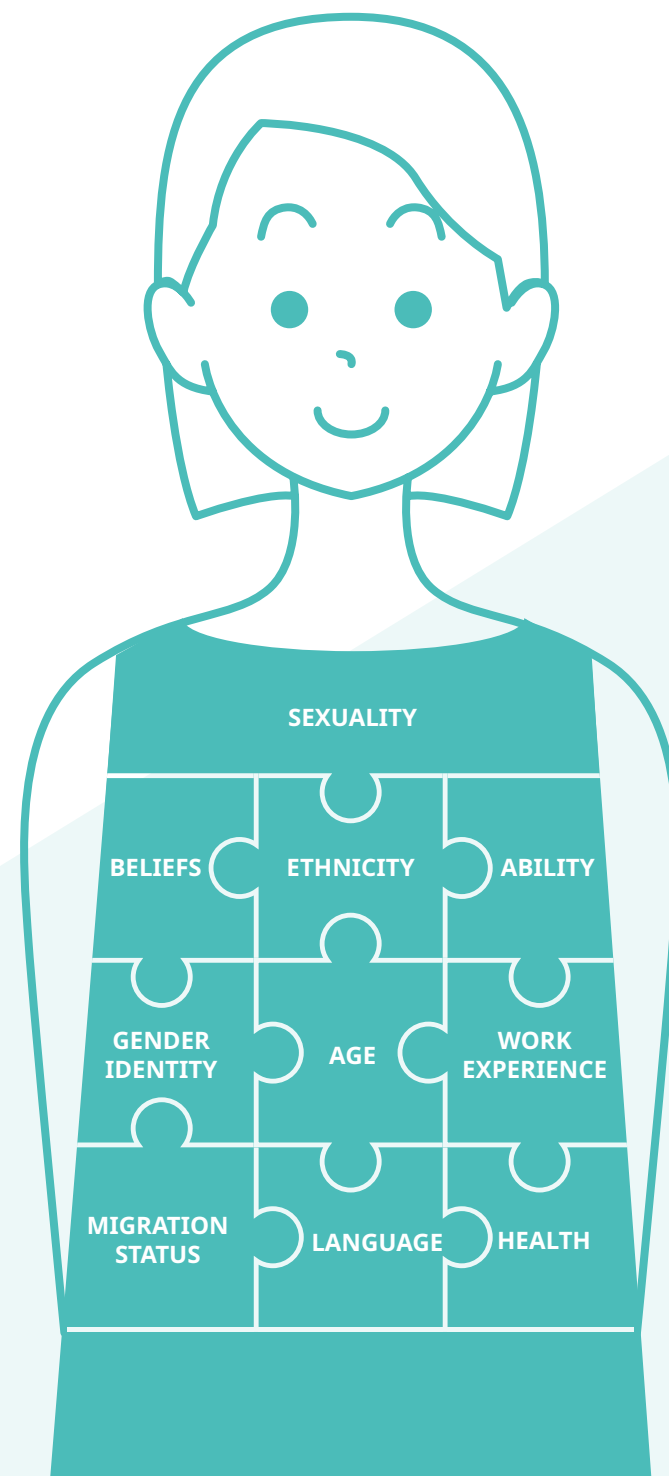 SEXUALITY
BELIEFS
ETHNICITY
ABILITY
GENDER
IDENTITY
AGE
WORK
EXPERIENCE
MIGRATION
STATUS
LANGUAGE
HEALTH